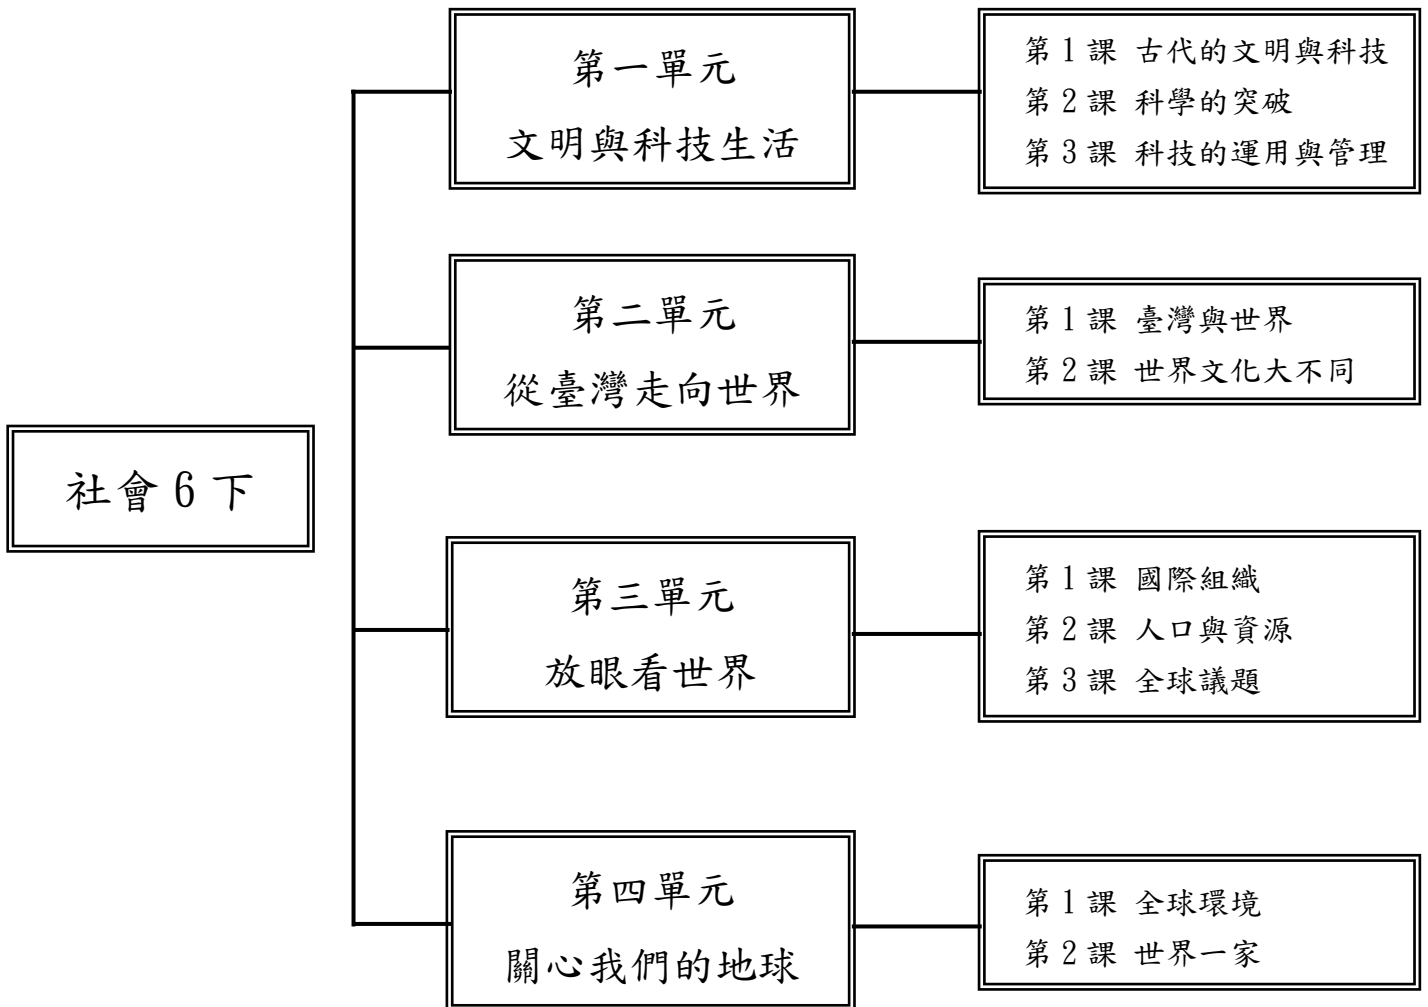 社會6下
第一單元
文明與科技生活
第1課 古代的文明與科技
第2課 科學的突破
第3課 科技的運用與管理
第二單元
從臺灣走向世界
第1課 臺灣與世界
第2課 世界文化大不同
第三單元
放眼看世界
第1課 國際組織
第2課 人口與資源
第3課 全球議題
第四單元
關心我們的地球
第1課 全球環境
第2課 世界一家